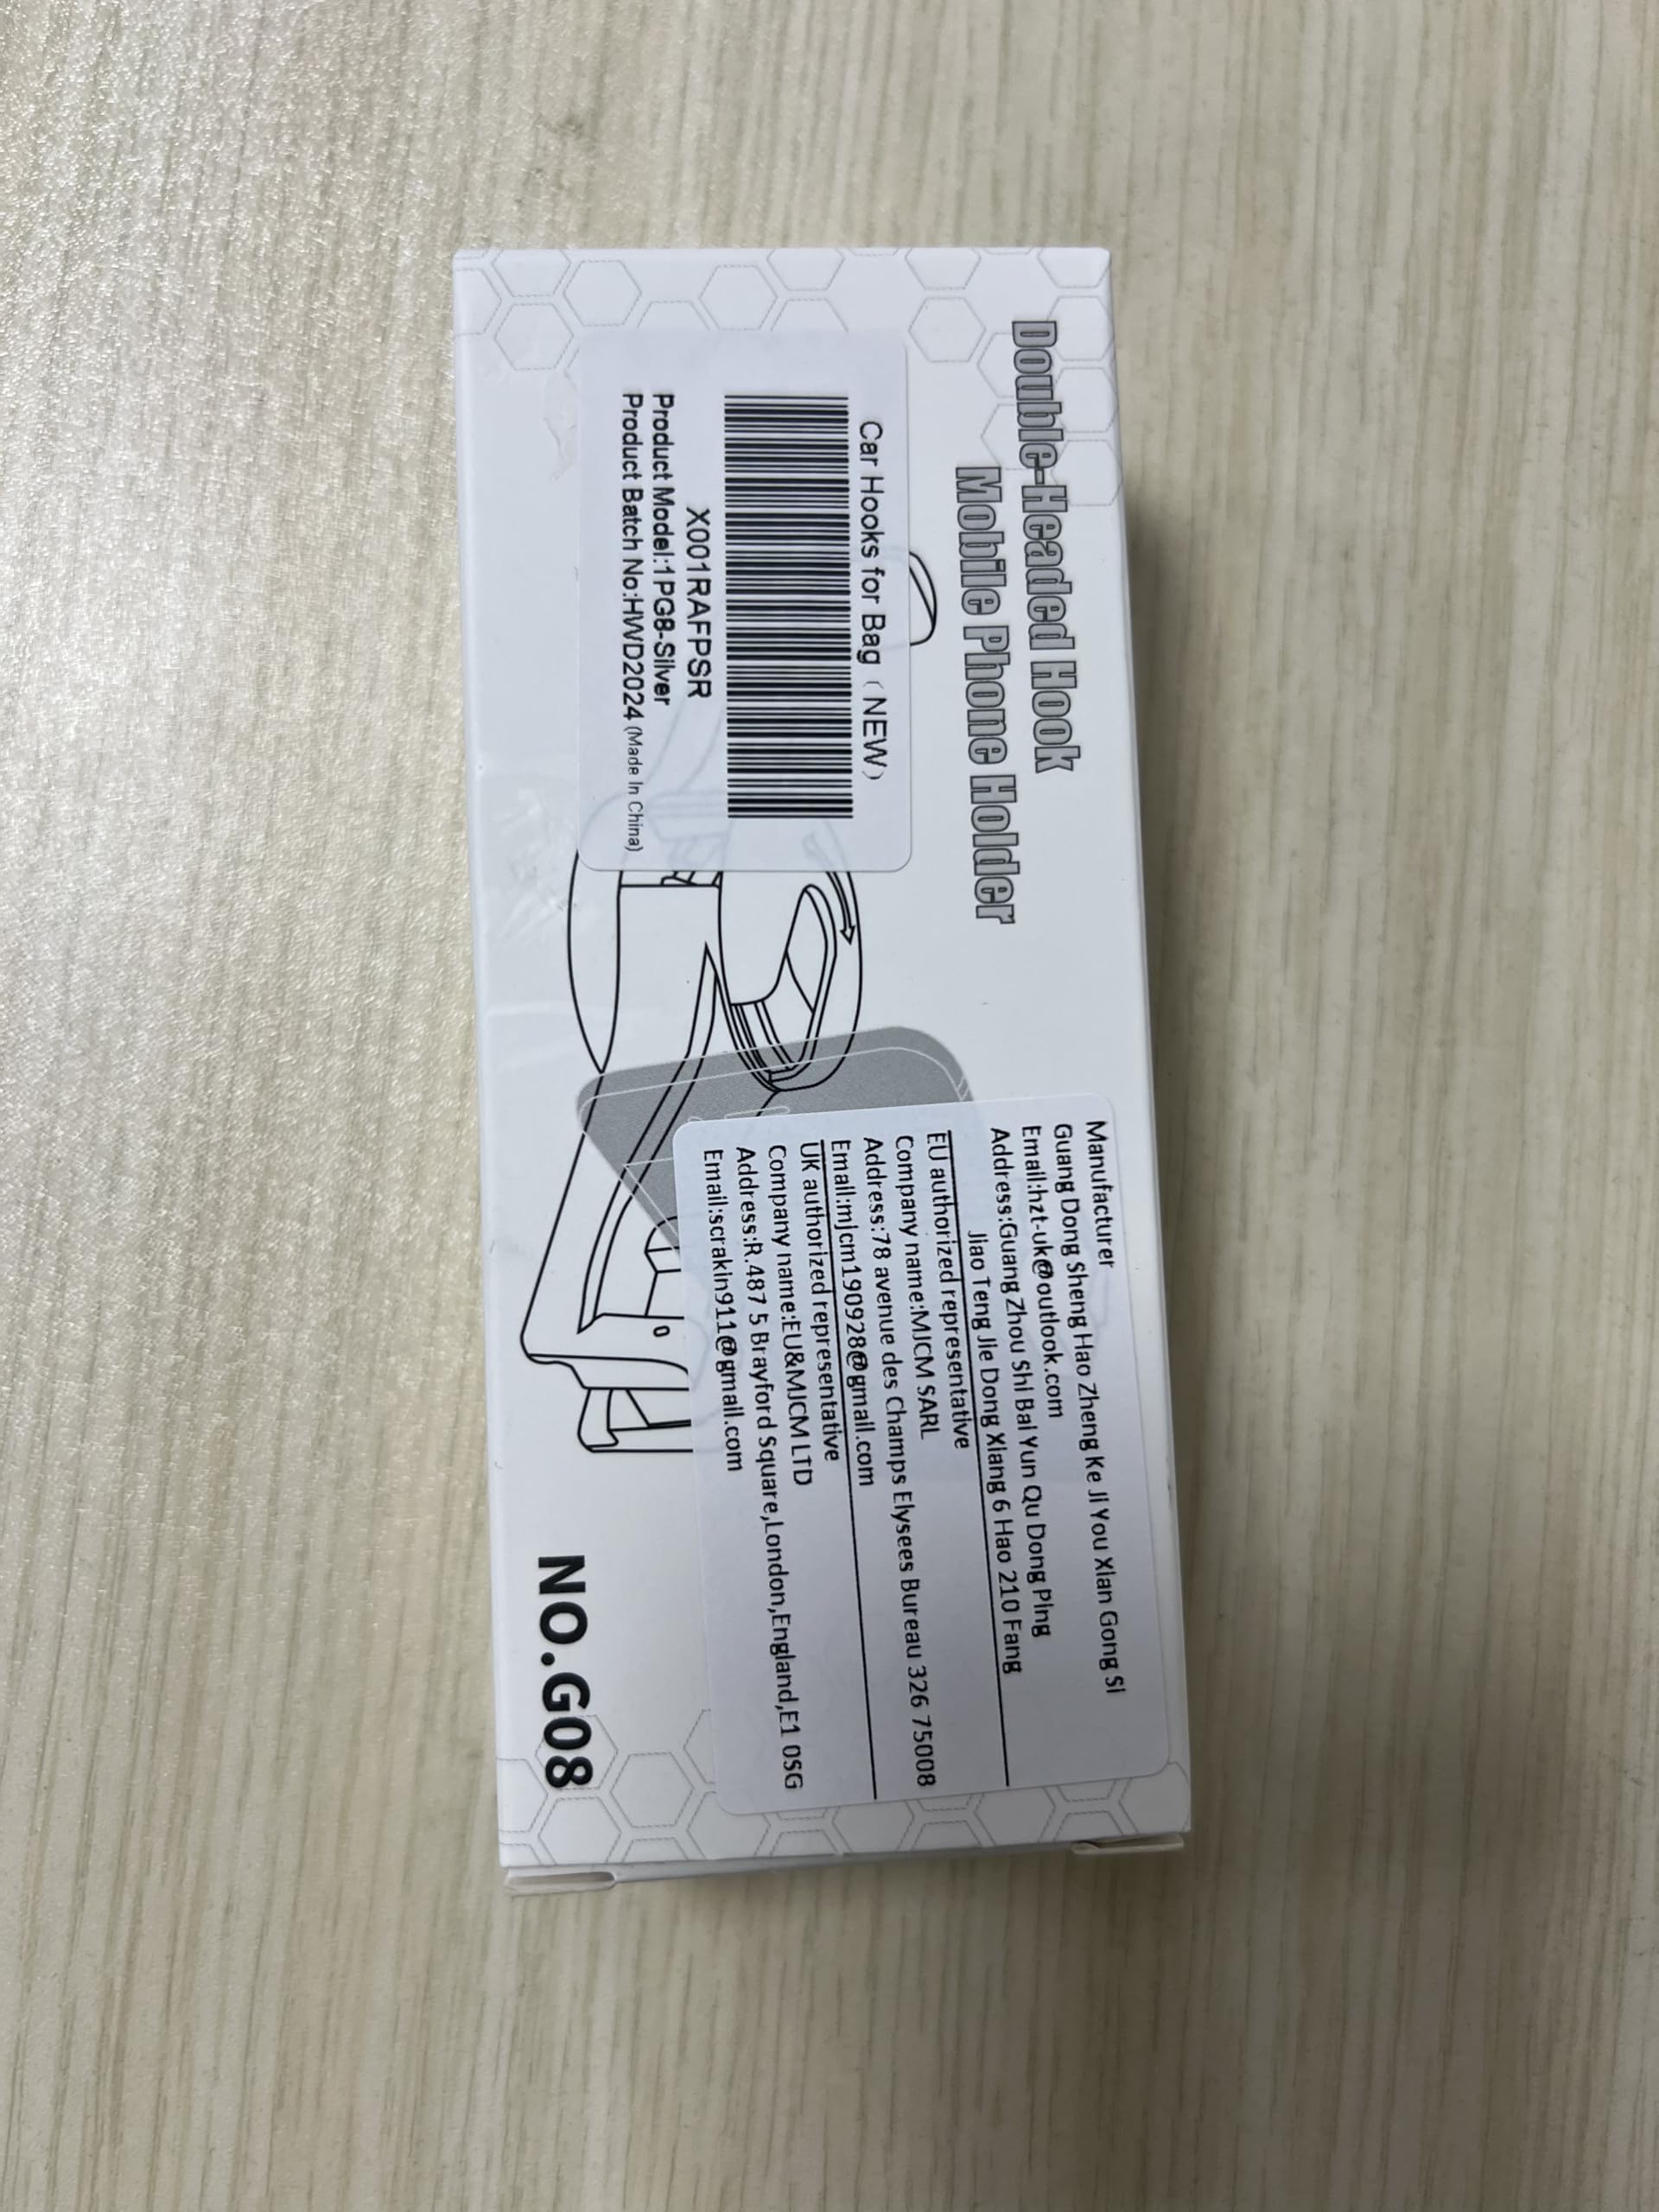 Double-Headed Hook
Mobile Phone Holder
Car Hooks for Bag（NEW）
X001RAFPSR
Product Model:1PG8-Silver
Product Batch No:HWD2024 (Made In China)
Manufacturer
Guang Dong Sheng Hao Zheng Ke Ji You Xian Gong Si
Email:hzt-uk@outlook.com
Address:Guang Zhou Shi Bai Yun Qu Dong Ping
Jiao Teng Jie Dong Xiang 6 Hao 210 Fang
EU authorized representative
Company name:MJCM SARL
Address:78 avenue des Champs Elysees Bureau 326 75008
Email:mjcm190928@gmail.com
UK authorized representative
Company name:EU&MJCM LTD
Address:R.487 5 Brayford Square,London,England,E1 0SG
Email:scrakin911@gmail.com
NO.G08